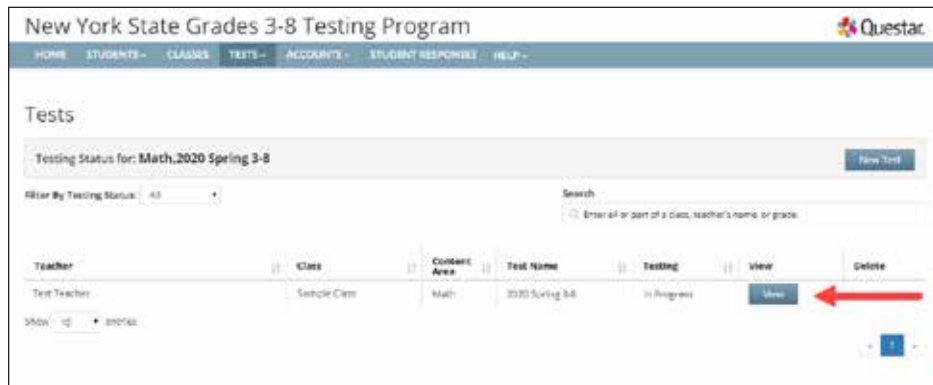 New York State Grades 3-8 Testing Program
Questar.
HOME STUDENTS CLASSES TESTS ACCOUNTS STUDENT RESPONSES HELP
Tests
Testing Status for: Math,2020 Spring 3-8
New Test
Filter By Testing Status: All
Search
Enter all or part of a class, teacher's name, or grade.
Teacher Class Content Area Test Name Testing View Delete
Test Teacher Sample Class Math 2020 Spring 3-8 In Progress View
Show 10 entries
« 1 »